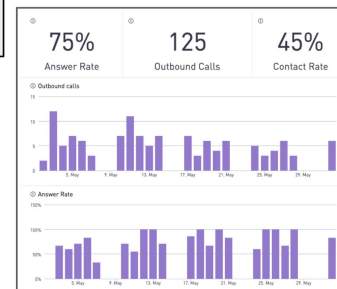 75%
Answer Rate
125
Outbound Calls
45%
Contact Rate
Outbound calls
15
10
5
0
5. May 9. May 13. May 17. May 21. May 25. May 29. May
Answer Rate
150%
100%
50%
0%
5. May 9. May 13. May 17. May 21. May 25. May 29. May